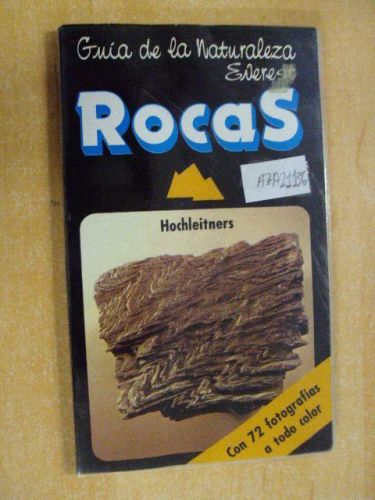 Guía de la Naturaleza
Everest
Rocas
Hochleitners
Con 72 fotografías
a todo color